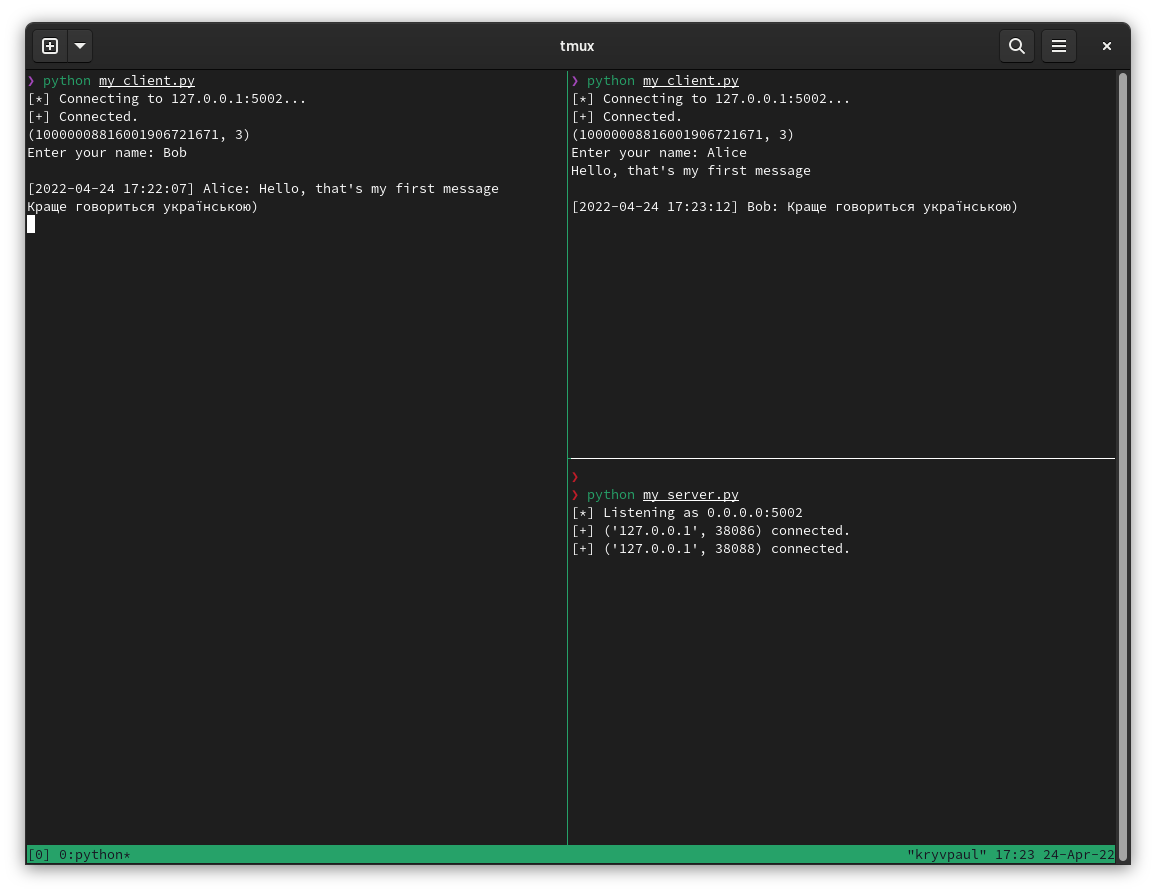 tmux
❯ python my_client.py
[*] Connecting to 127.0.0.1:5002...
[+] Connected.
(10000008816001906721671, 3)
Enter your name: Bob
[2022-04-24 17:22:07] Alice: Hello, that's my first message
Краще говориться українською)
❯ python my_client.py
[*] Connecting to 127.0.0.1:5002...
[+] Connected.
(10000008816001906721671, 3)
Enter your name: Alice
Hello, that's my first message
[2022-04-24 17:23:12] Bob: Краще говориться українською)
❯
❯ python my_server.py
[*] Listening as 0.0.0.0:5002
[+] ('127.0.0.1', 38086) connected.
[+] ('127.0.0.1', 38088) connected.
[0] 0:python*
"kryvpaul" 17:23 24-Apr-22